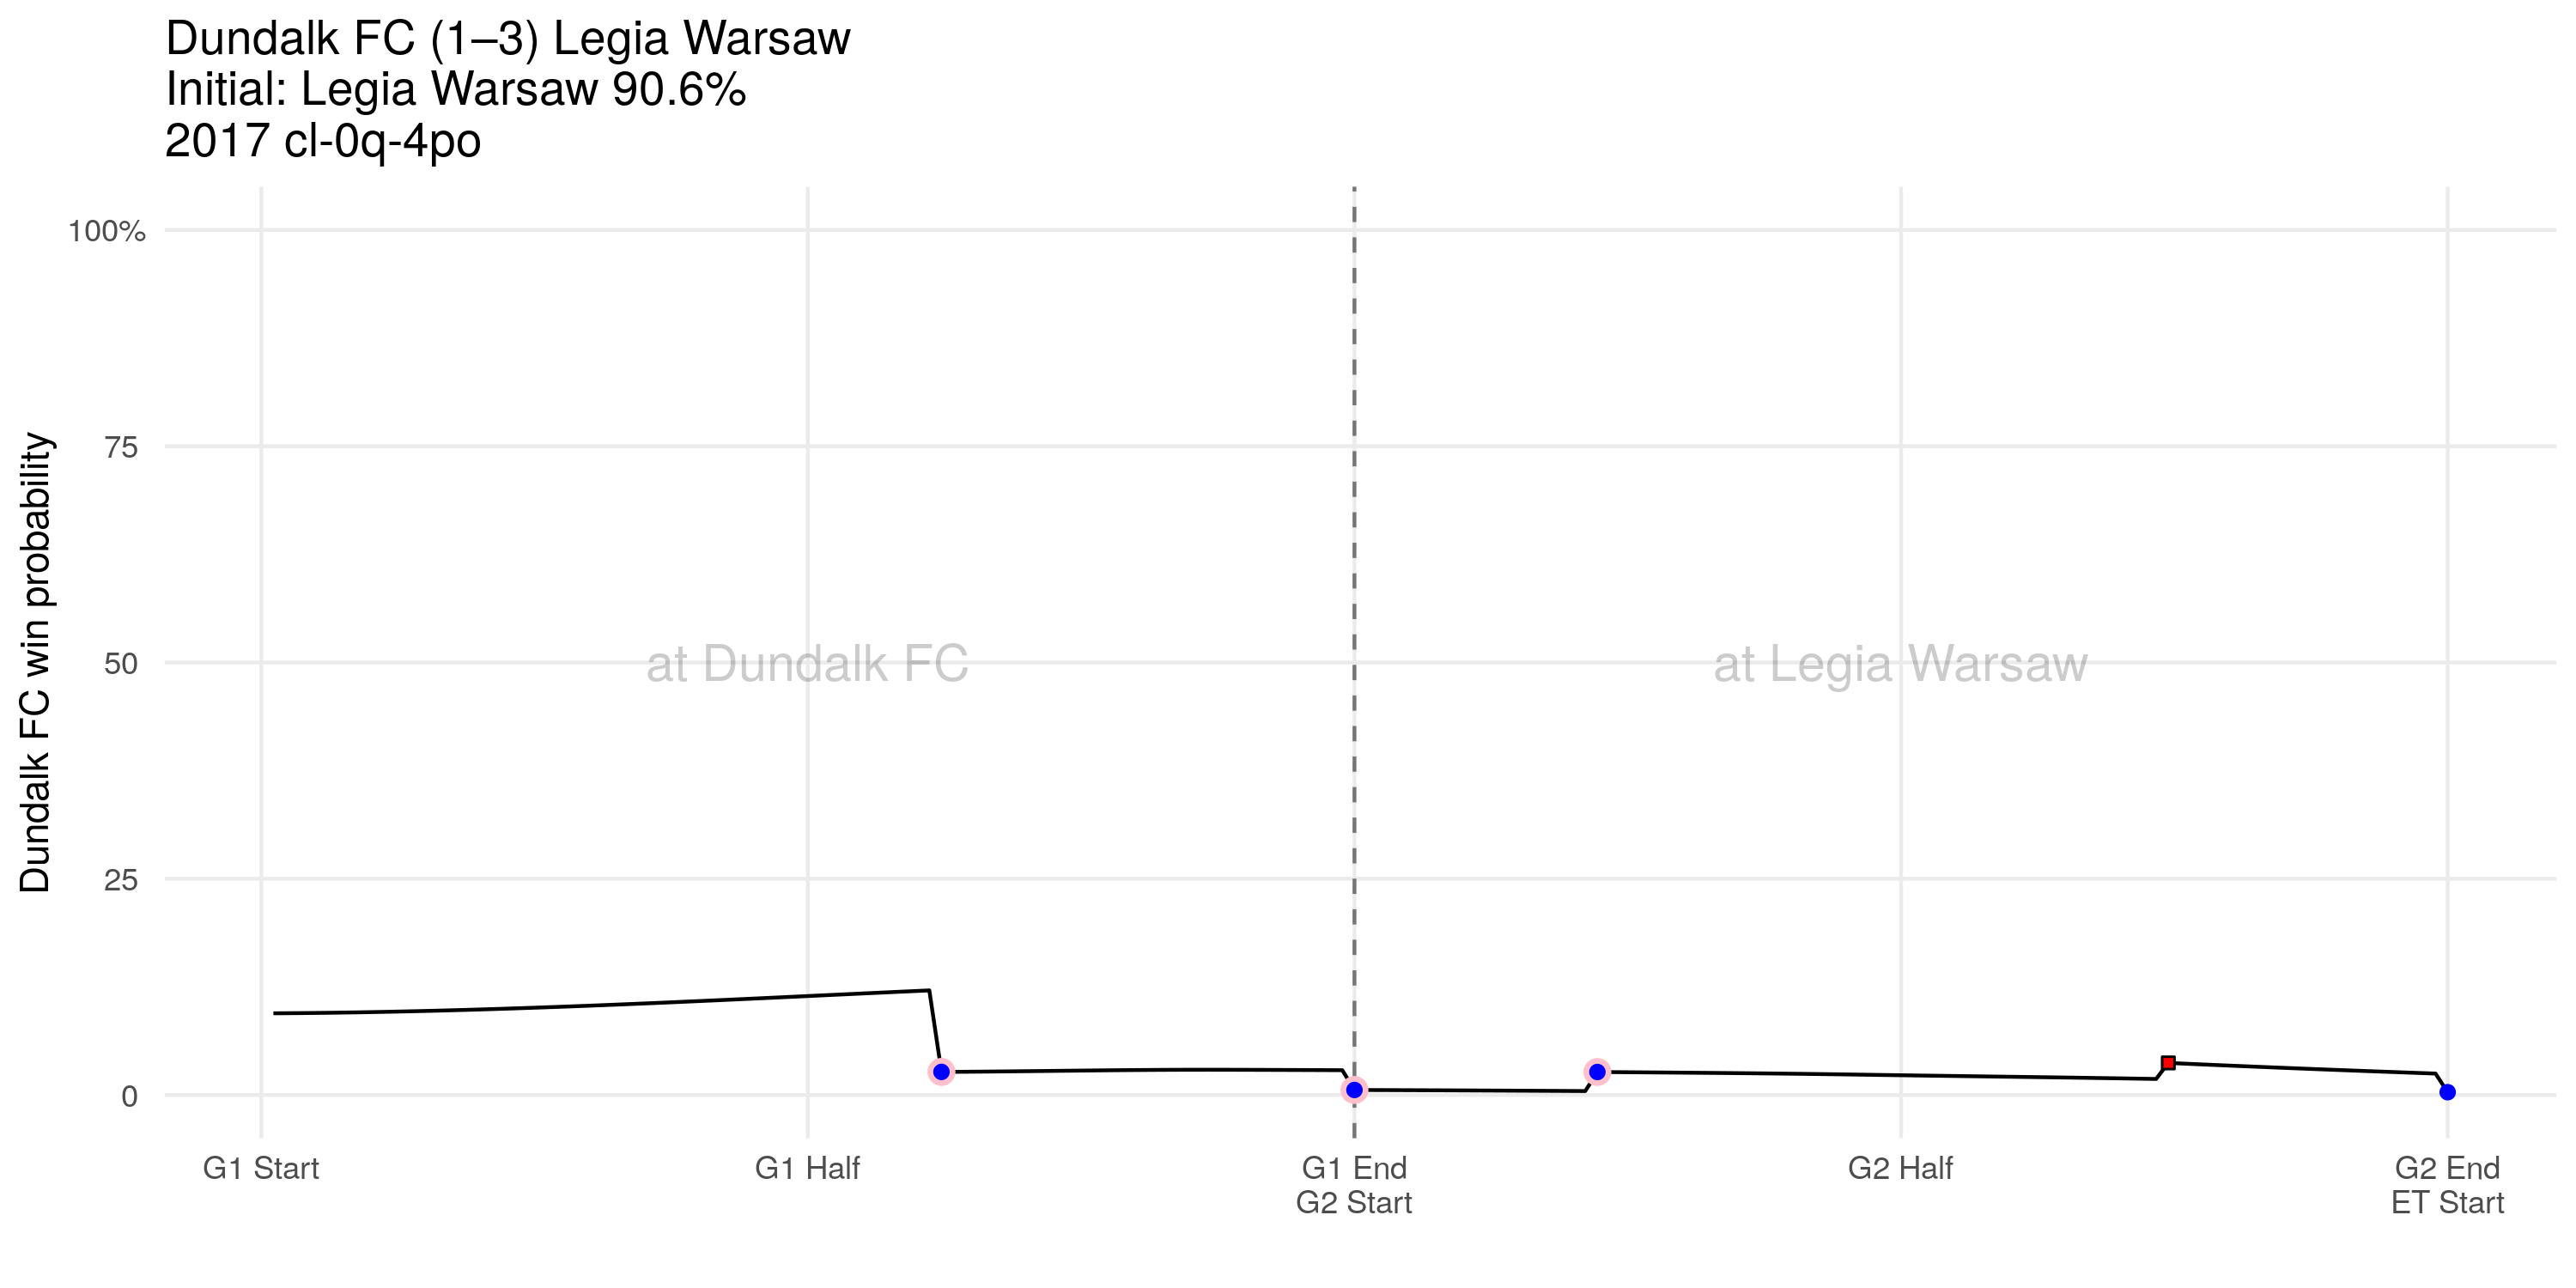 Dundalk FC (1–3) Legia Warsaw
Initial: Legia Warsaw 90.6%
2017 cl-0q-4po
Dundalk FC win probability
100%
75
50
25
0
at Dundalk FC
at Legia Warsaw
G1 Start
G1 Half
G1 End
G2 Start
G2 Half
G2 End
ET Start